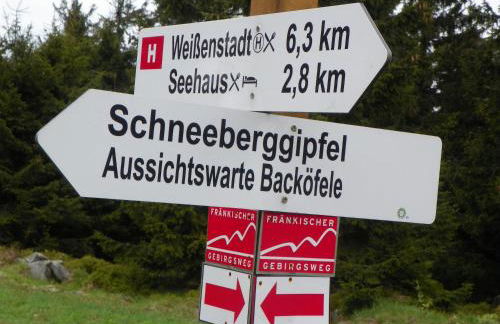 H Weißenstadt H 6,3 km
Seehaus 2,8 km
Schneeberggipfel
Aussichtswarte Backöfele
FRÄNKISCHER
GEBIRGSWEG
FRÄNKISCHER
GEBIRGSWEG